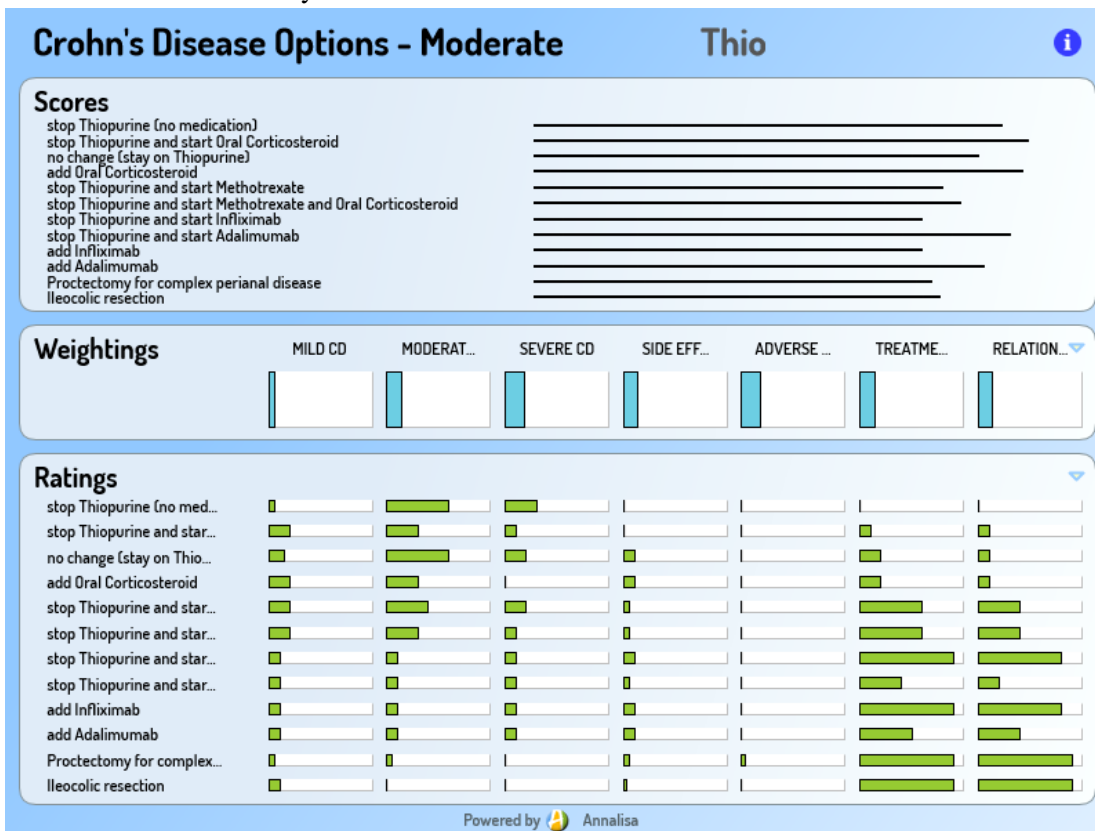 Crohn's Disease Options - Moderate Thio
Scores
stop Thiopurine (no medication)
stop Thiopurine and start Oral Corticosteroid
no change (stay on Thiopurine)
add Oral Corticosteroid
stop Thiopurine and start Methotrexate
stop Thiopurine and start Methotrexate and Oral Corticosteroid
stop Thiopurine and start Infliximab
stop Thiopurine and start Adalimumab
add Infliximab
add Adalimumab
Proctectomy for complex perianal disease
Ileocolic resection
Weightings MILD CD MODERAT... SEVERE CD SIDE EFF... ADVERSE ... TREATME... RELATION...
Ratings
stop Thiopurine (no med...
stop Thiopurine and star...
no change (stay on Thio...
add Oral Corticosteroid
stop Thiopurine and star...
stop Thiopurine and star...
stop Thiopurine and star...
stop Thiopurine and star...
add Infliximab
add Adalimumab
Proctectomy for complex...
Ileocolic resection
Powered by Annalisa